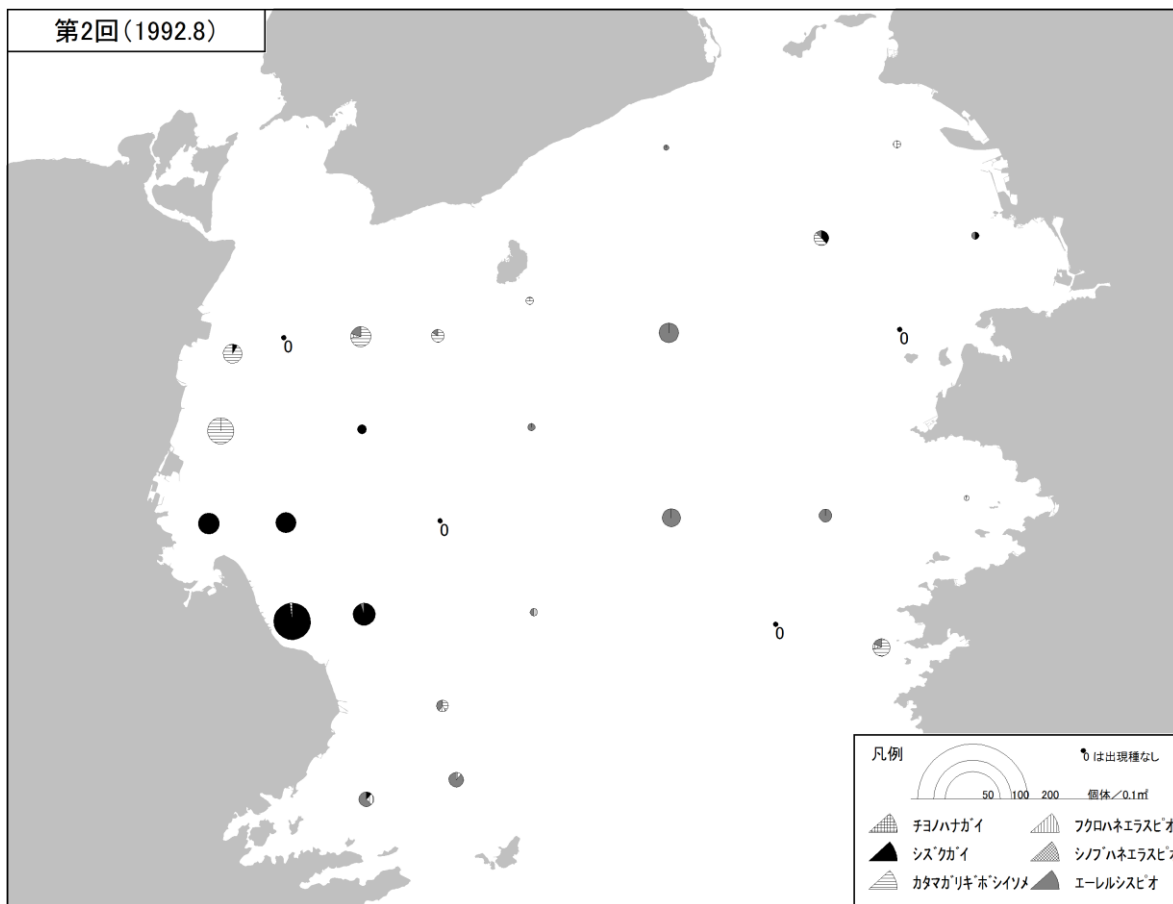 第2回(1992.8)
0
0
0
0
凡例
0 は出現種なし
50 100 200 個体／0.1㎡
チヨノハナガイ フクロハネエラスピオ
シズクガイ シノブハネエラスピオ
カタマガリギボシイソメ エーレルシスピオ